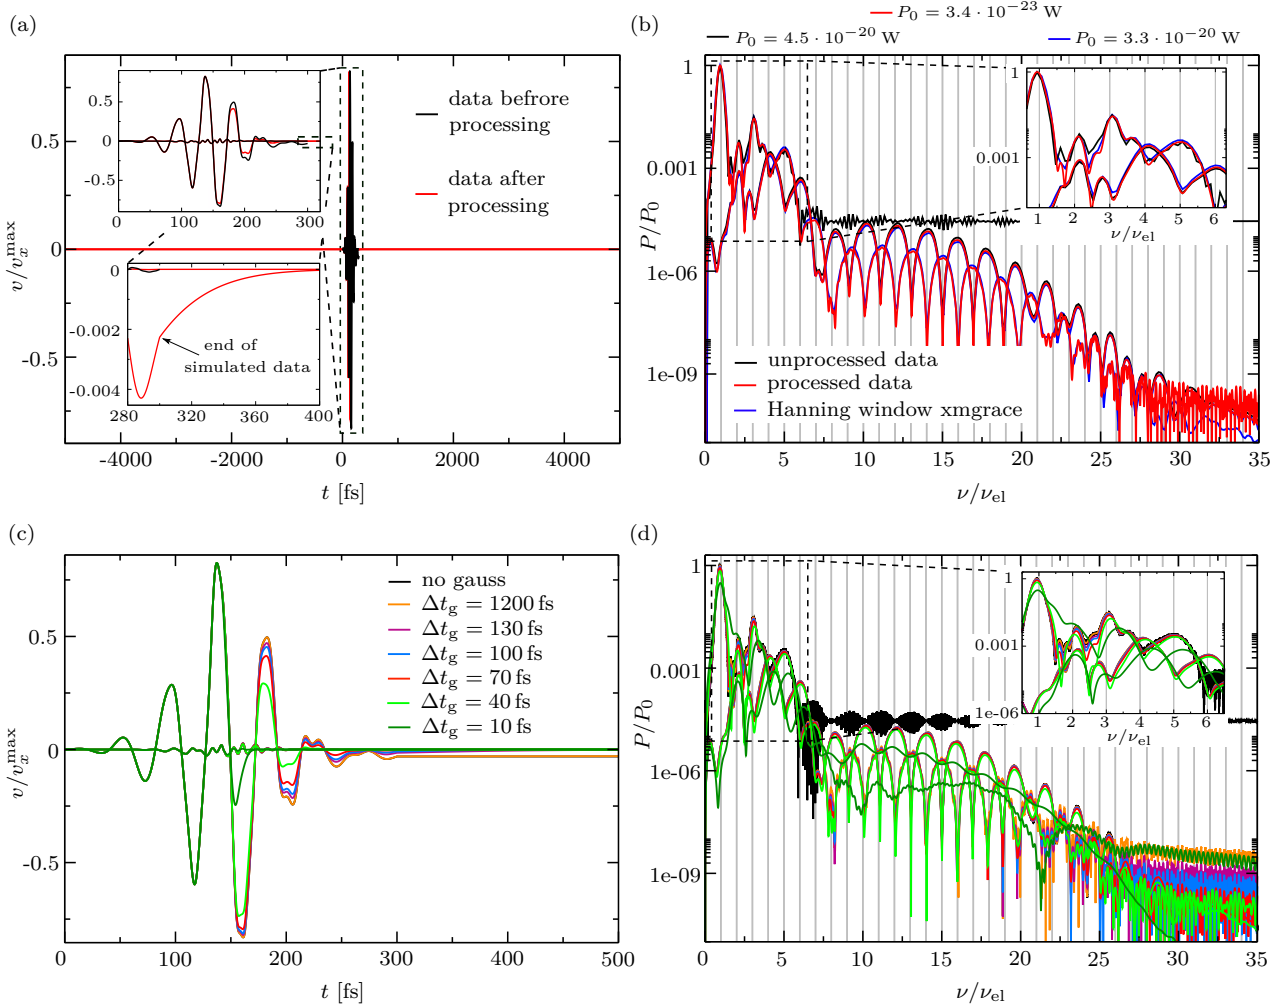 (a)
v/v_x^max
0.5
0
-0.5
-4000
-2000
0
2000
4000
t [fs]
0.5
0
-0.5
0
100
200
300
data befrore
processing
data after
processing
0
-0.002
-0.004
280
320
360
400
end of
simulated data
(b)
P₀ = 3.4 · 10⁻²³ W
P₀ = 4.5 · 10⁻²⁰ W
P₀ = 3.3 · 10⁻²⁰ W
P/P₀
1
0.001
1e-06
1e-09
0
5
10
15
20
25
30
35
ν/ν_el
1
0.001
1
2
3
4
5
6
ν/ν_el
unprocessed data
processed data
Hanning window xmgrace
(c)
v/v_x^max
0.5
0
-0.5
0
100
200
300
400
500
t [fs]
no gauss
Δt_g = 1200 fs
Δt_g = 130 fs
Δt_g = 100 fs
Δt_g = 70 fs
Δt_g = 40 fs
Δt_g = 10 fs
(d)
P/P₀
1
0.001
1e-06
1e-09
0
5
10
15
20
25
30
35
ν/ν_el
1
0.001
1e-06
1
2
3
4
5
6
ν/ν_el